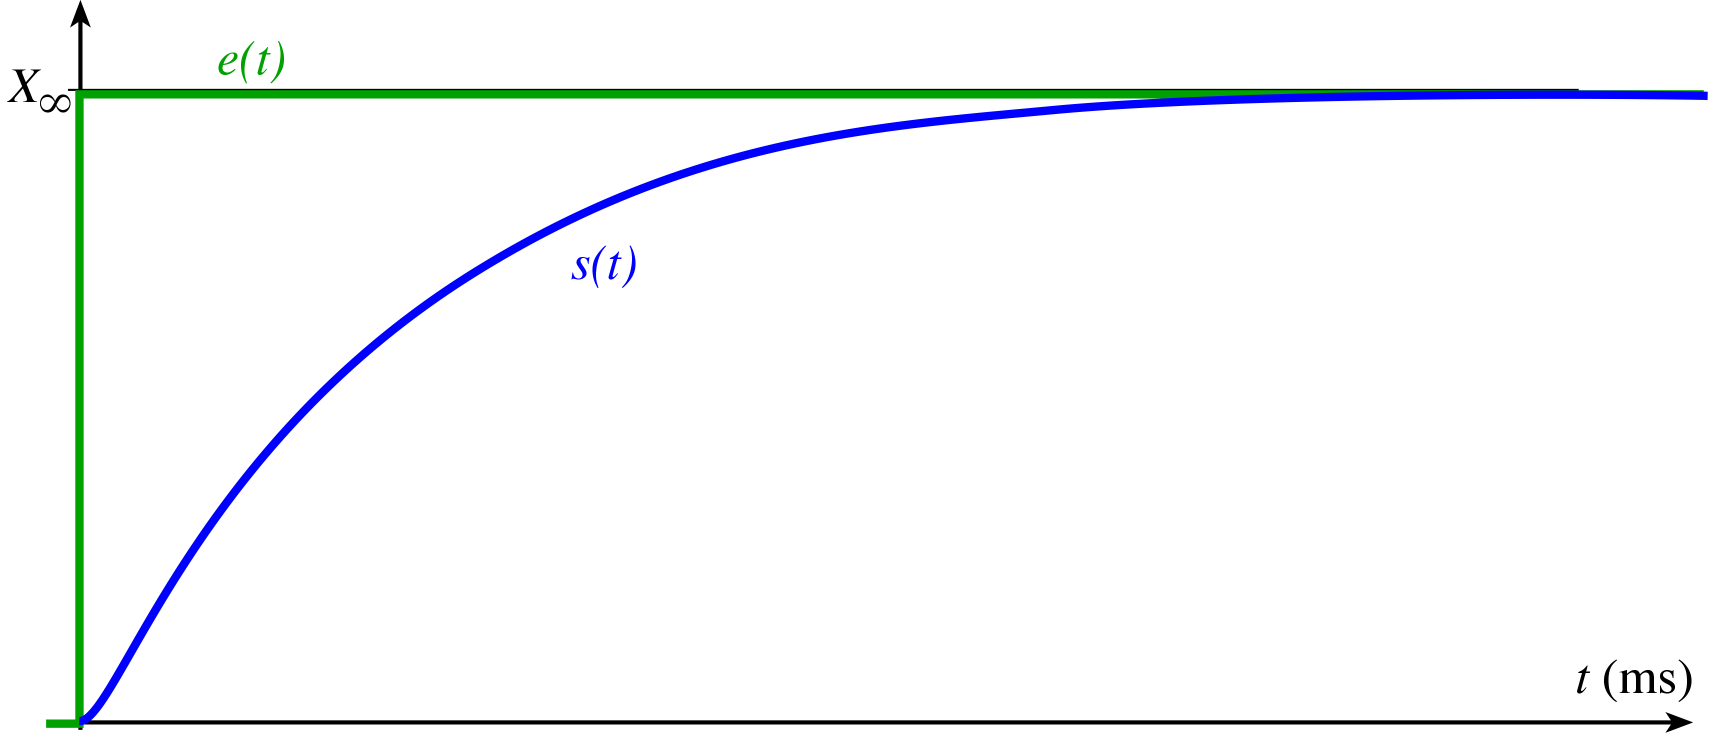 e(t)
X∞
s(t)
t (ms)